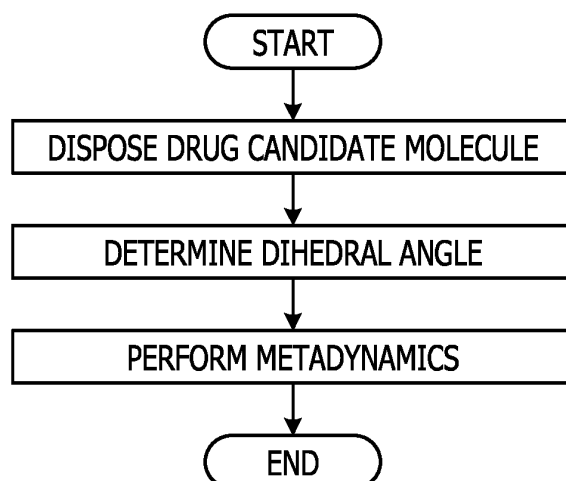 START
DISPOSE DRUG CANDIDATE MOLECULE
DETERMINE DIHEDRAL ANGLE
PERFORM METADYNAMICS
END